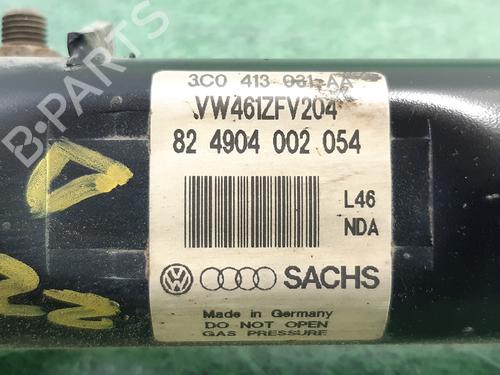 3C0 413 031 AA
VW461ZFV204
82 4904 002 054
L46
NDA
SACHS
Made in Germany
DO NOT OPEN
GAS PRESSURE
B-PARTS